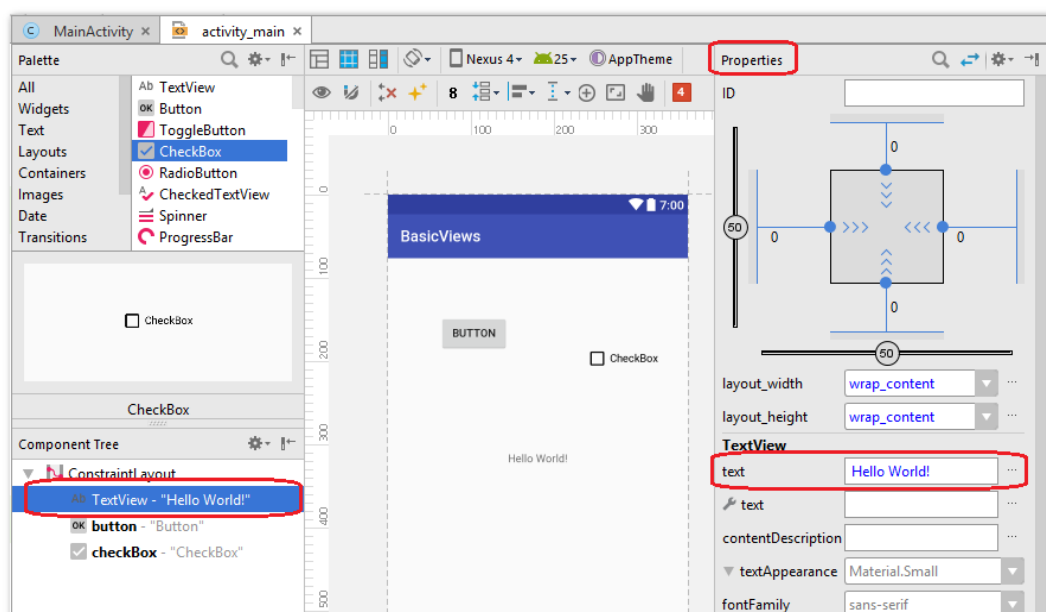 MainActivity
activity_main
Palette
Nexus 4
25
AppTheme
Properties
All
Widgets
Text
Layouts
Containers
Images
Date
Transitions
Ab TextView
OK Button
ToggleButton
CheckBox
RadioButton
CheckedTextView
Spinner
ProgressBar
8
4
ID
0
100
200
300
0
100
200
300
400
500
7:00
BasicViews
BUTTON
CheckBox
Hello World!
CheckBox
CheckBox
Component Tree
ConstraintLayout
Ab TextView - "Hello World!"
OK button - "Button"
checkBox - "CheckBox"
0
50
0
0
0
50
layout_width wrap_content
layout_height wrap_content
TextView
text Hello World!
text
contentDescription
textAppearance Material.Small
fontFamily sans-serif